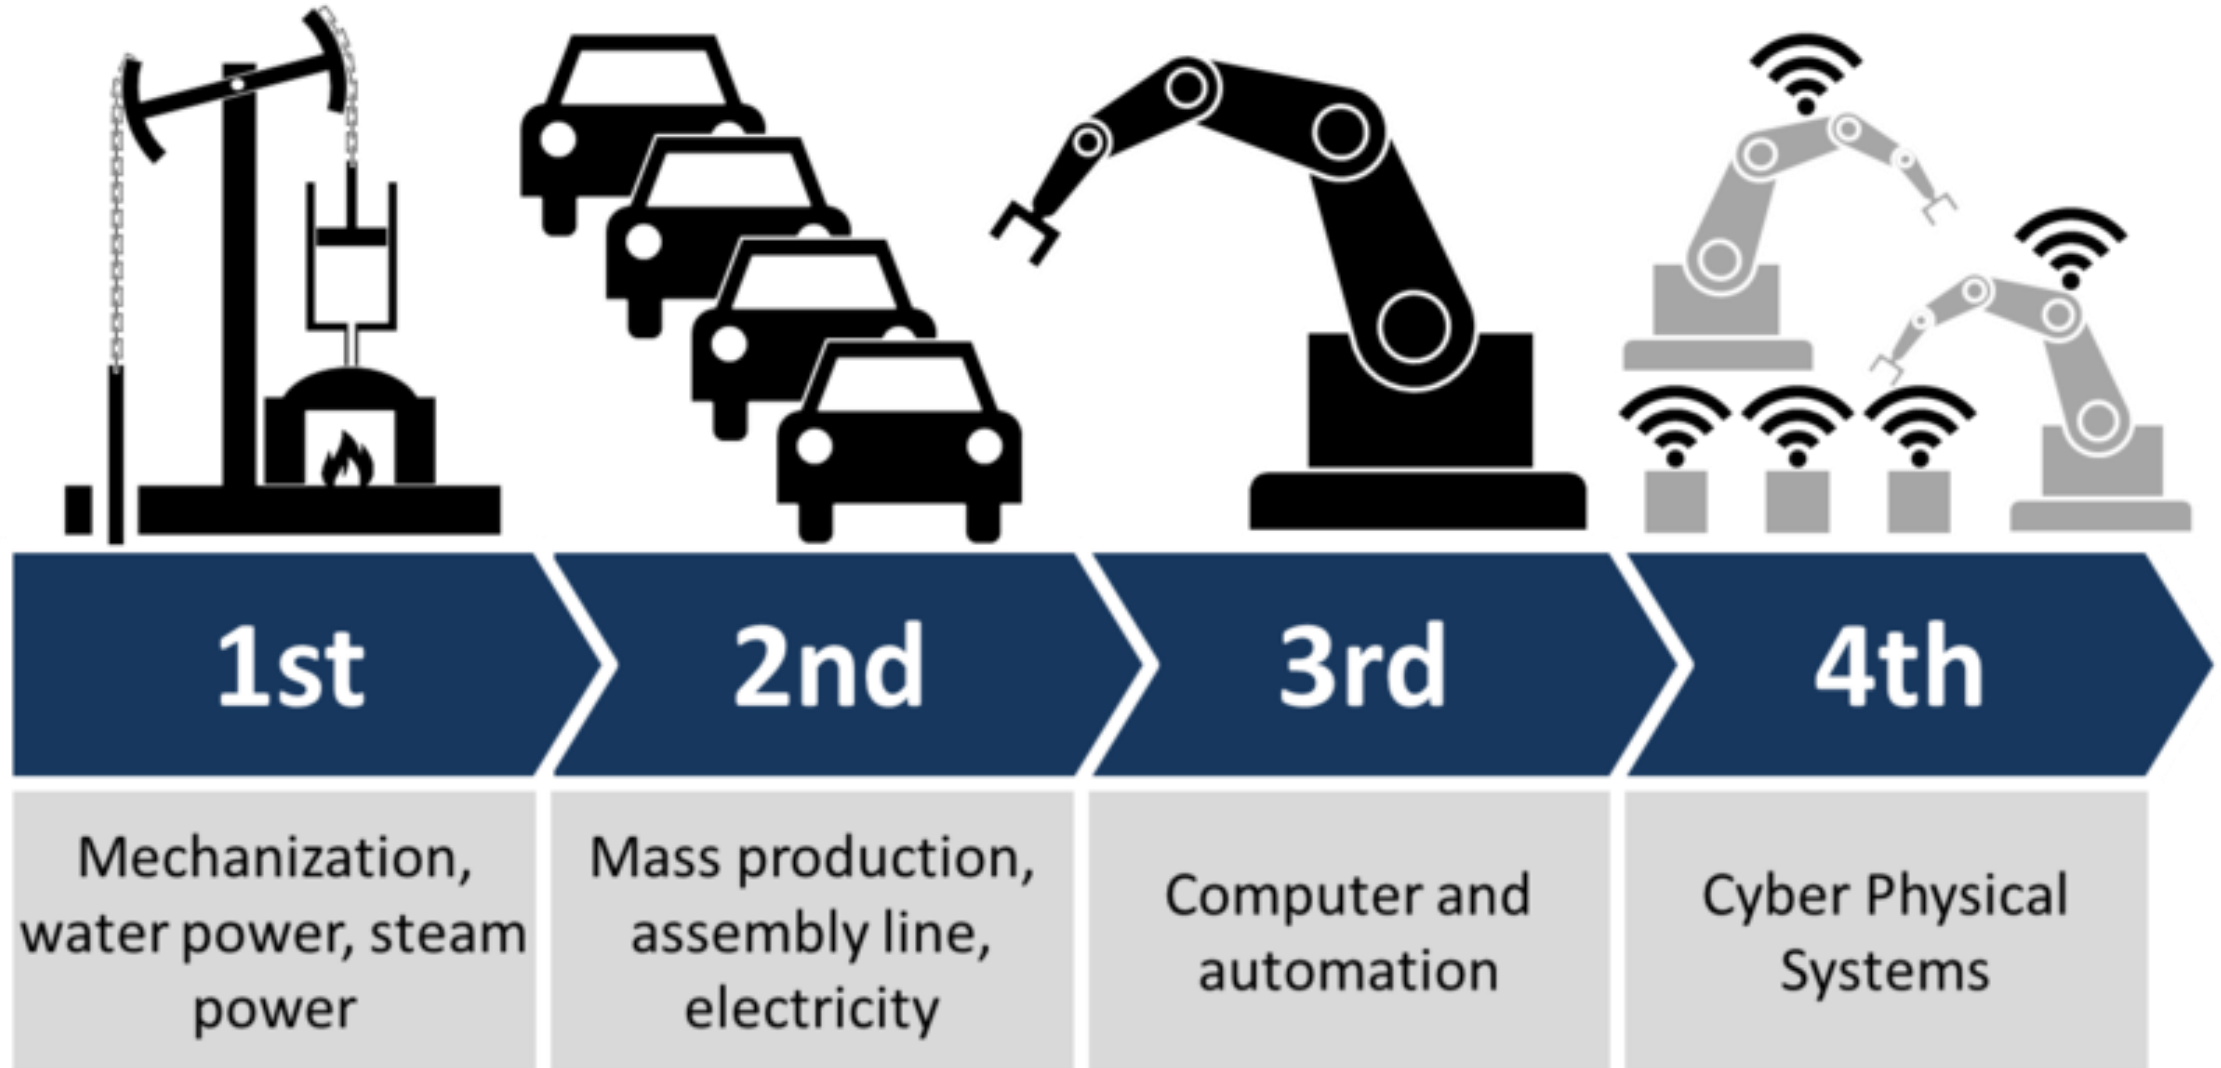 1st
2nd
3rd
4th
Mechanization,
water power, steam
power
Mass production,
assembly line,
electricity
Computer and
automation
Cyber Physical
Systems